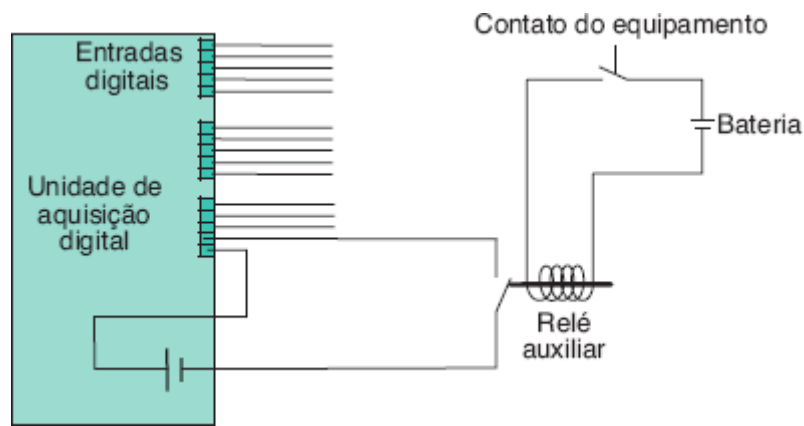 Entradas
digitais
Unidade de
aquisição
digital
Contato do equipamento
Bateria
Relé
auxiliar